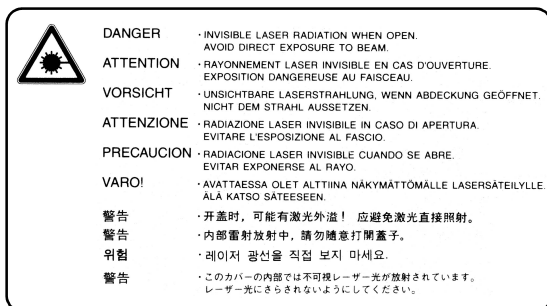 DANGER · INVISIBLE LASER RADIATION WHEN OPEN.
AVOID DIRECT EXPOSURE TO BEAM.
ATTENTION · RAYONNEMENT LASER INVISIBLE EN CAS D'OUVERTURE.
EXPOSITION DANGEREUSE AU FAISCEAU.
VORSICHT · UNSICHTBARE LASERSTRAHLUNG, WENN ABDECKUNG GEÖFFNET.
NICHT DEM STRAHL AUSSETZEN.
ATTENZIONE · RADIAZIONE LASER INVISIBILE IN CASO DI APERTURA.
EVITARE L'ESPOSIZIONE AL FASCIO.
PRECAUCION · RADIACIONE LASER INVISIBLE CUANDO SE ABRE.
EVITAR EXPONERSE AL RAYO.
VARO! · AVATTAESSA OLET ALTTIINA NÄKYMÄTTÖMÄLLE LASERSÄTEILYLLE.
ÄLÄ KATSO SÄTEESEEN.
警告 · 开盖时，可能有激光外溢！ 应避免激光直接照射。
警告 · 内部雷射放射中，請勿隨意打開蓋子。
위험 · 레이저 광선을 직접 보지 마세요.
警告 · このカバーの内部では不可視レーザー光が放射されています。
レーザー光にさらされないようにしてください。